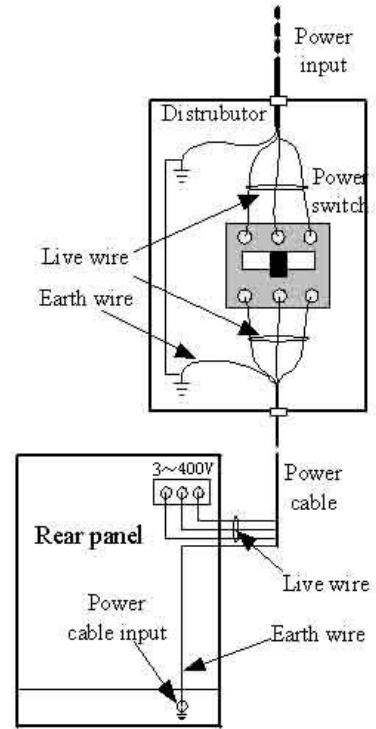 Power
input
Distrubutor
Power
switch
Live wire
Earth wire
3～400V
Power
cable
Rear panel
Live wire
Power
cable input
Earth wire